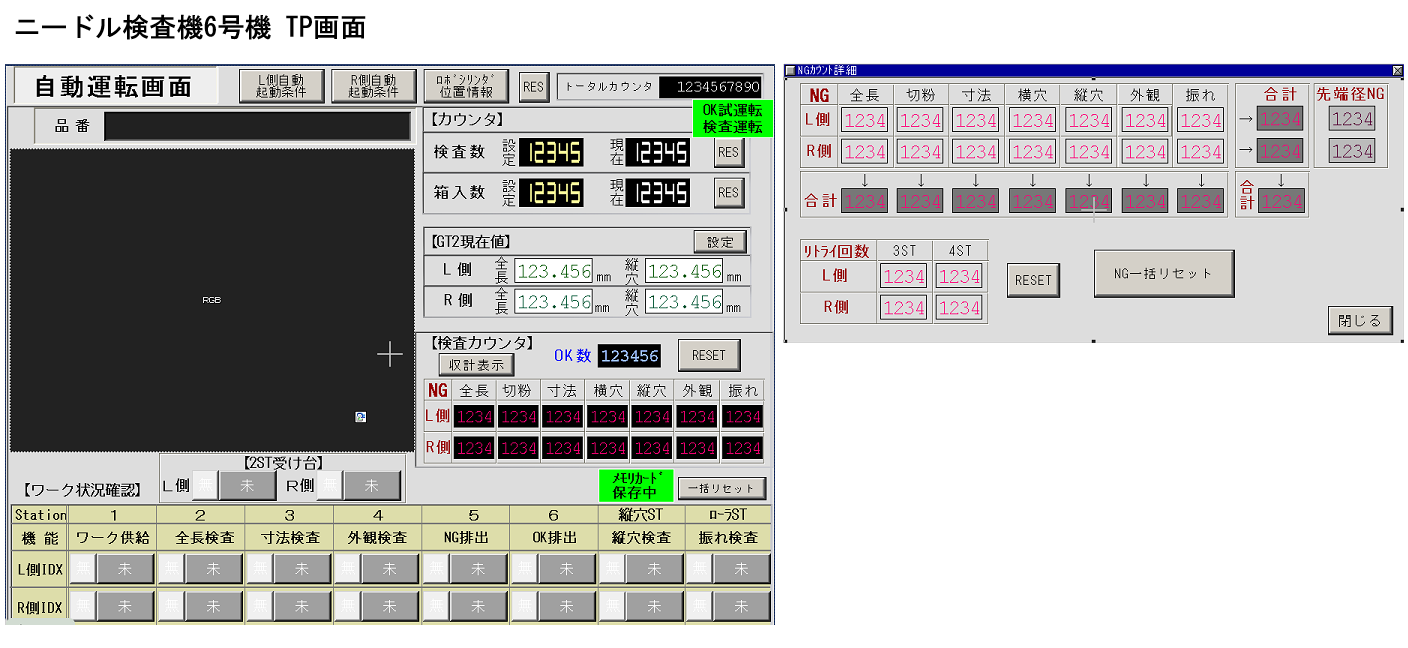 ニードル検査機6号機 TP画面
自動運転画面
L側自動
起動条件
R側自動
起動条件
ﾛﾎﾞｼﾘﾝﾀﾞ
位置情報
RES
トータルカウンタ 1234567890
OK試運転
検査運転
品番
RGB
【カウンタ】
検査数 設定 12345 現在 12345 RES
箱入数 設定 12345 現在 12345 RES
【GT2現在値】 設定
L側 全長 123.456 mm 縦穴 123.456 mm
R側 全長 123.456 mm 縦穴 123.456 mm
【検査カウンタ】 OK数 123456 RESET
収計表示
NG 全長 切粉 寸法 横穴 縦穴 外観 振れ
L側 1234 1234 1234 1234 1234 1234 1234
R側 1234 1234 1234 1234 1234 1234 1234
【2ST受け台】
L側 無 未 R側 無 未
ﾒﾓﾘｶｰﾄﾞ
保存中
一括リセット
【ワーク状況確認】
Station 1 2 3 4 5 6 縦穴ST ﾛｰﾗST
機能 ワーク供給 全長検査 寸法検査 外観検査 NG排出 OK排出 縦穴検査 振れ検査
L側IDX 無 未 無 未 無 未 無 未 無 未 無 未 無 未 無 未
R側IDX 無 未 無 未 無 未 無 未 無 未 無 未 無 未 無 未
NGｶｳﾝﾄ詳細
NG 全長 切粉 寸法 横穴 縦穴 外観 振れ 合計 先端径NG
L側 1234 1234 1234 1234 1234 1234 1234 →1234 1234
R側 1234 1234 1234 1234 1234 1234 1234 →1234 1234
↓ ↓ ↓ ↓ ↓ ↓ ↓ ↓
合計 1234 1234 1234 1234 1234 1234 1234 合計 1234
ﾘﾄﾗｲ回数 3ST 4ST
L側 1234 1234
R側 1234 1234
RESET
NG一括リセット
閉じる